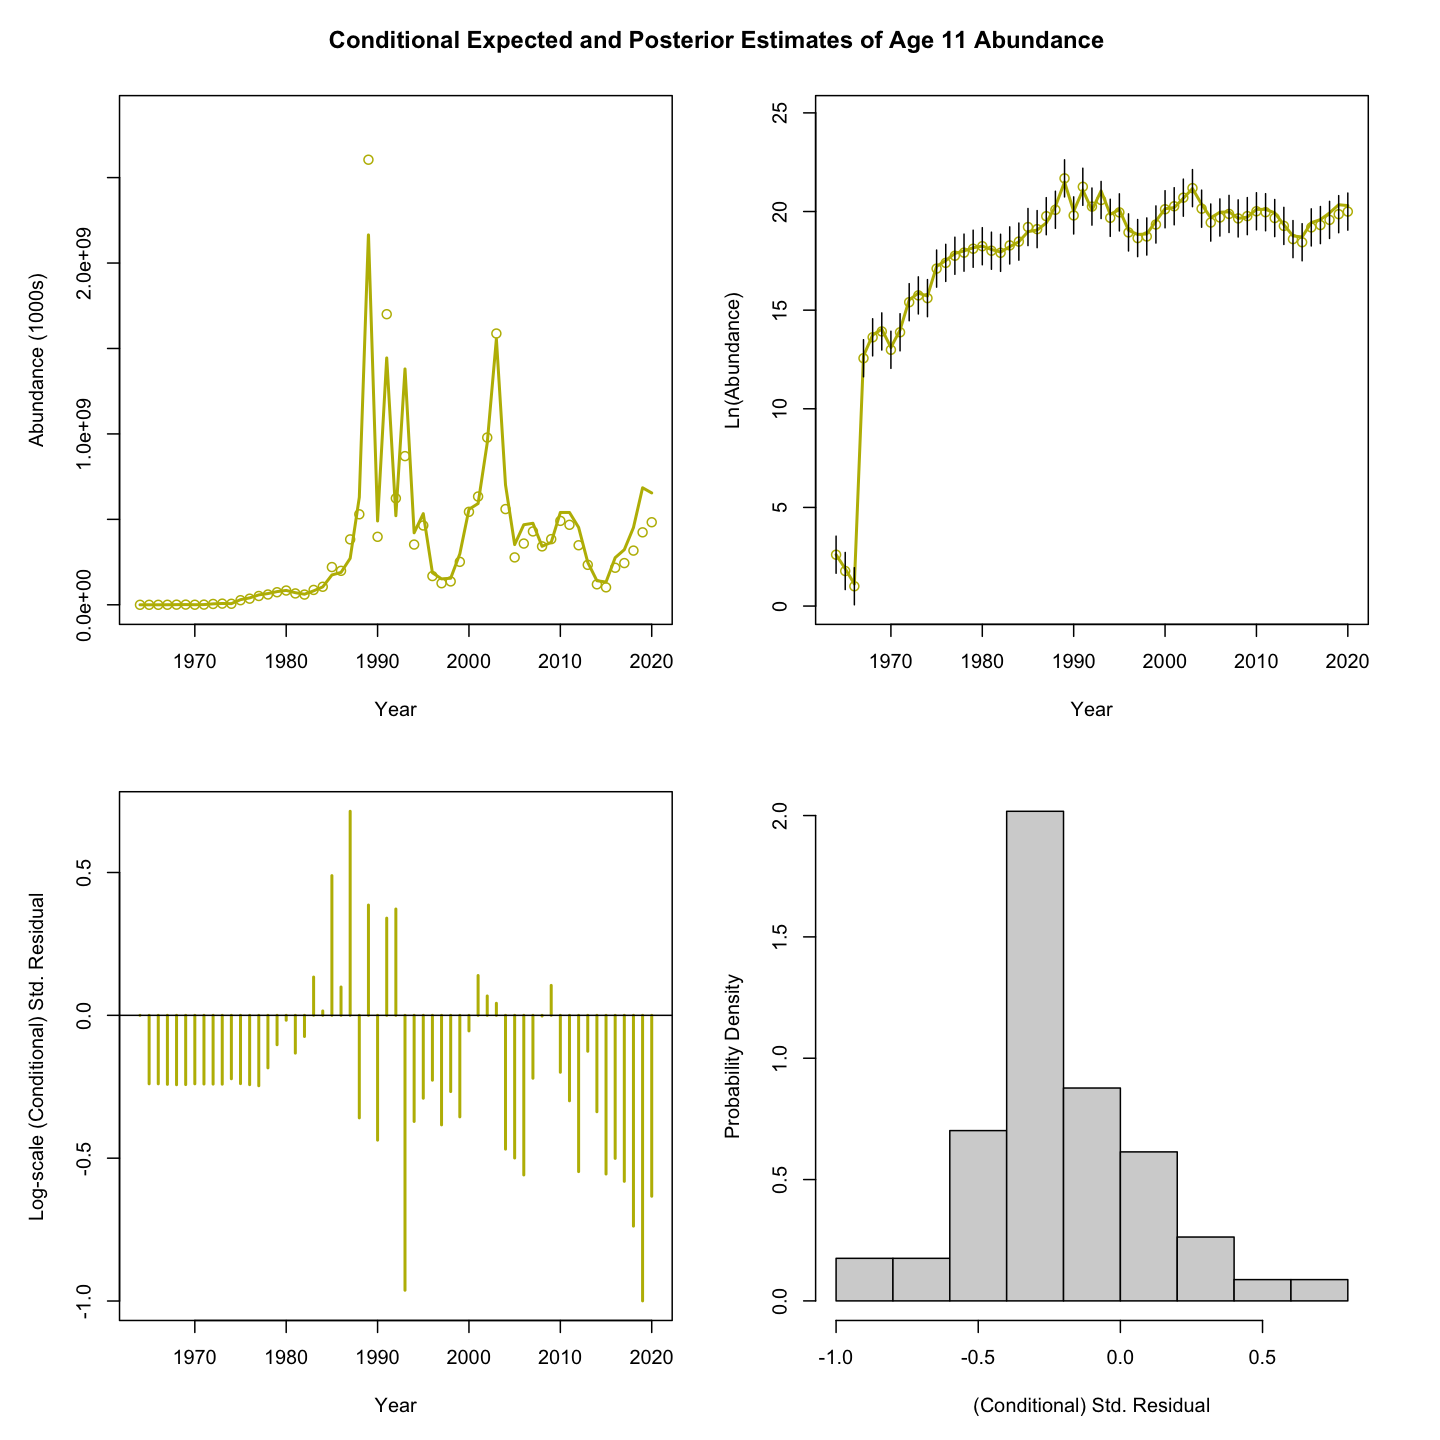 Conditional Expected and Posterior Estimates of Age 11 Abundance
Abundance (1000s)
0.0e+00 1.0e+09 2.0e+09
1970 1980 1990 2000 2010 2020
Year
Ln(Abundance)
0 5 10 15 20 25
1970 1980 1990 2000 2010 2020
Year
Log-scale (Conditional) Std. Residual
-1.0 -0.5 0.0 0.5
1970 1980 1990 2000 2010 2020
Year
Probability Density
0.0 0.5 1.0 1.5 2.0
-1.0 -0.5 0.0 0.5
(Conditional) Std. Residual